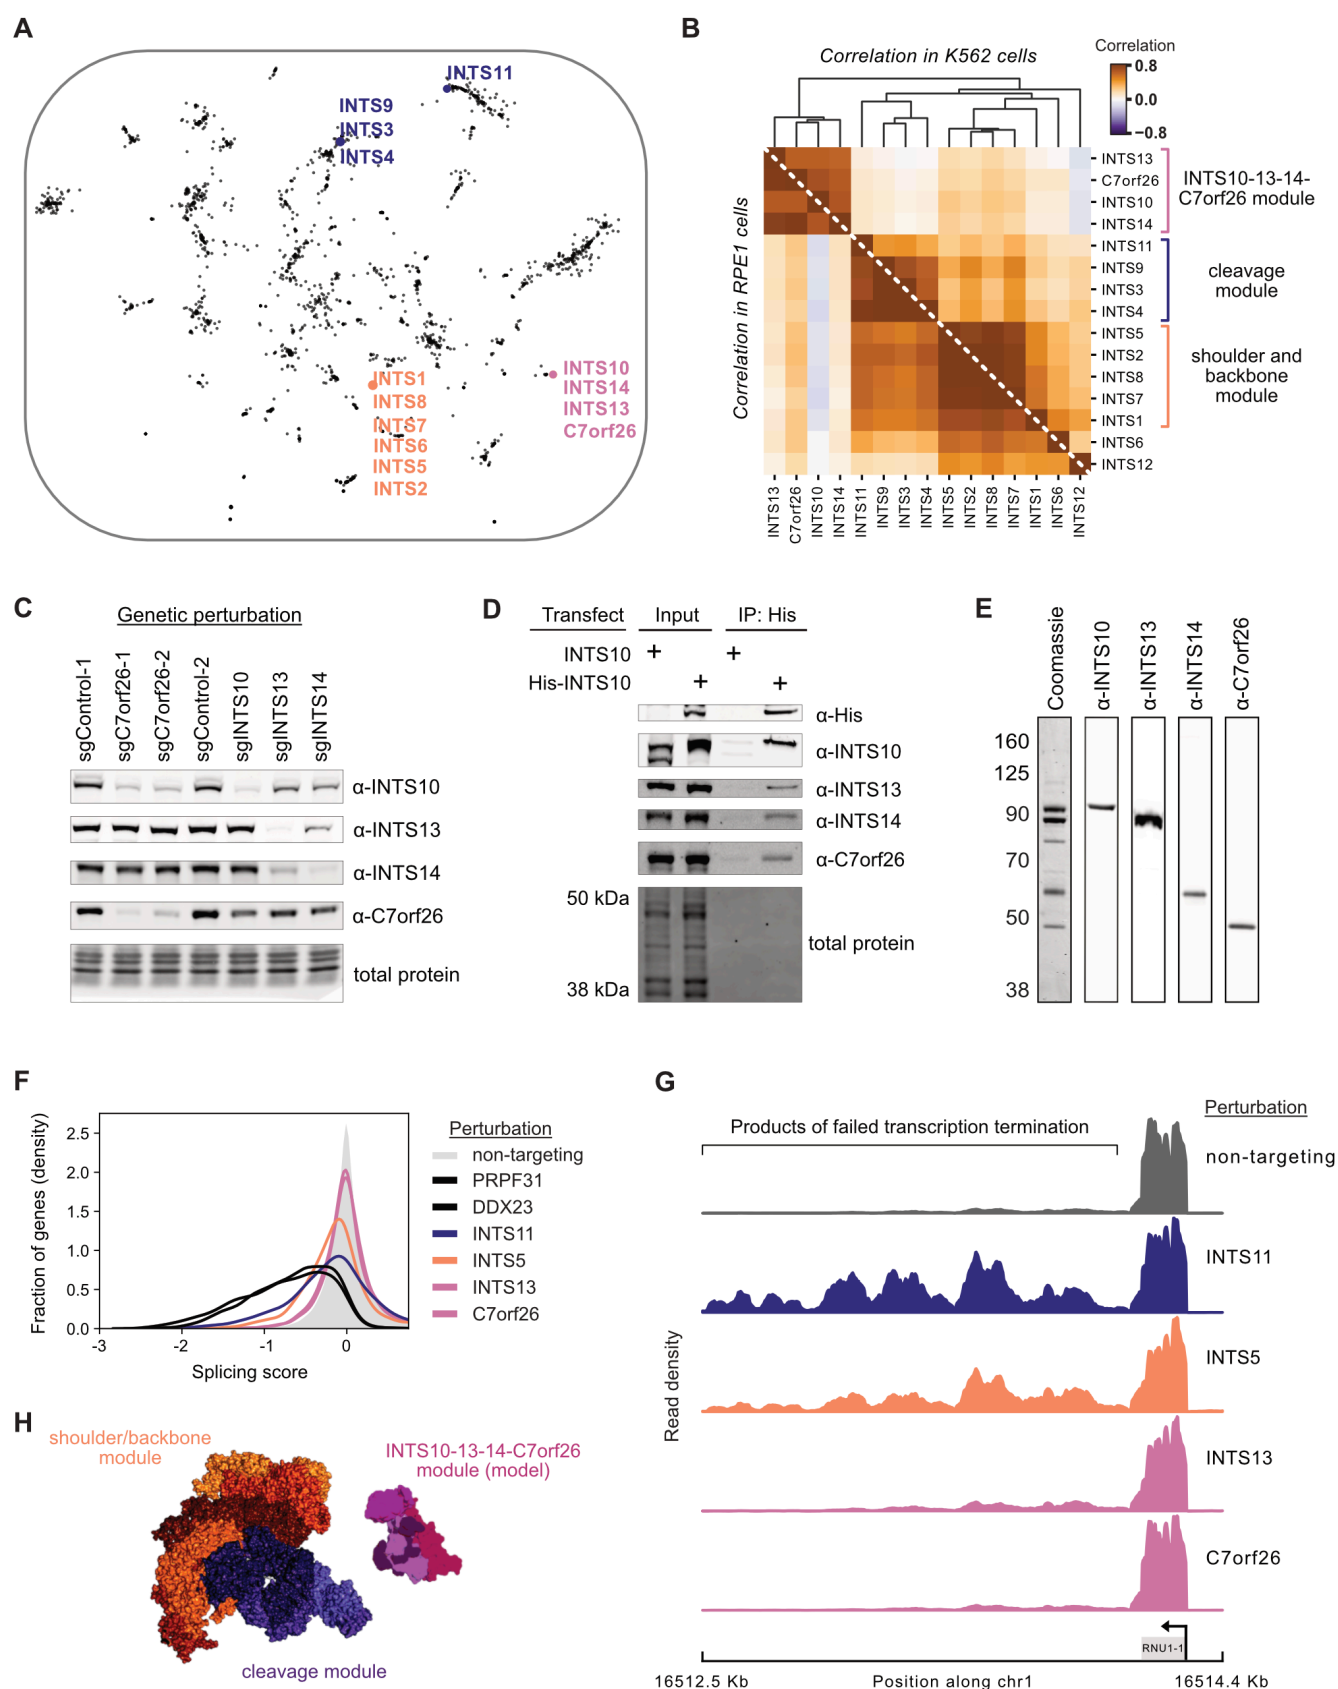 A
INTS11
INTS9
INTS3
INTS4
INTS1
INTS8
INTS7
INTS6
INTS5
INTS2
INTS10
INTS14
INTS13
C7orf26
B
Correlation in K562 cells
Correlation
0.8
0.0
−0.8
Correlation in RPE1 cells
INTS13
C7orf26
INTS10
INTS14
INTS11
INTS9
INTS3
INTS4
INTS5
INTS2
INTS8
INTS7
INTS1
INTS6
INTS12
INTS10-13-14-
C7orf26 module
cleavage
module
shoulder and
backbone
module
INTS13
C7orf26
INTS10
INTS14
INTS11
INTS9
INTS3
INTS4
INTS5
INTS2
INTS8
INTS7
INTS1
INTS6
INTS12
C
Genetic perturbation
sgControl-1
sgC7orf26-1
sgC7orf26-2
sgControl-2
sgINTS10
sgINTS13
sgINTS14
α-INTS10
α-INTS13
α-INTS14
α-C7orf26
total protein
D
Transfect Input IP: His
INTS10 + +
His-INTS10 + +
α-His
α-INTS10
α-INTS13
α-INTS14
α-C7orf26
50 kDa
total protein
38 kDa
E
Coomassie
α-INTS10
α-INTS13
α-INTS14
α-C7orf26
160
125
90
70
50
38
F
Fraction of genes (density)
2.5
2.0
1.5
1.0
0.5
0.0
-3 -2 -1 0
Splicing score
Perturbation
non-targeting
PRPF31
DDX23
INTS11
INTS5
INTS13
C7orf26
G
Perturbation
Products of failed transcription termination
non-targeting
INTS11
INTS5
INTS13
C7orf26
Read density
RNU1-1
16512.5 Kb Position along chr1 16514.4 Kb
H
shoulder/backbone
module
INTS10-13-14-C7orf26
module (model)
cleavage module